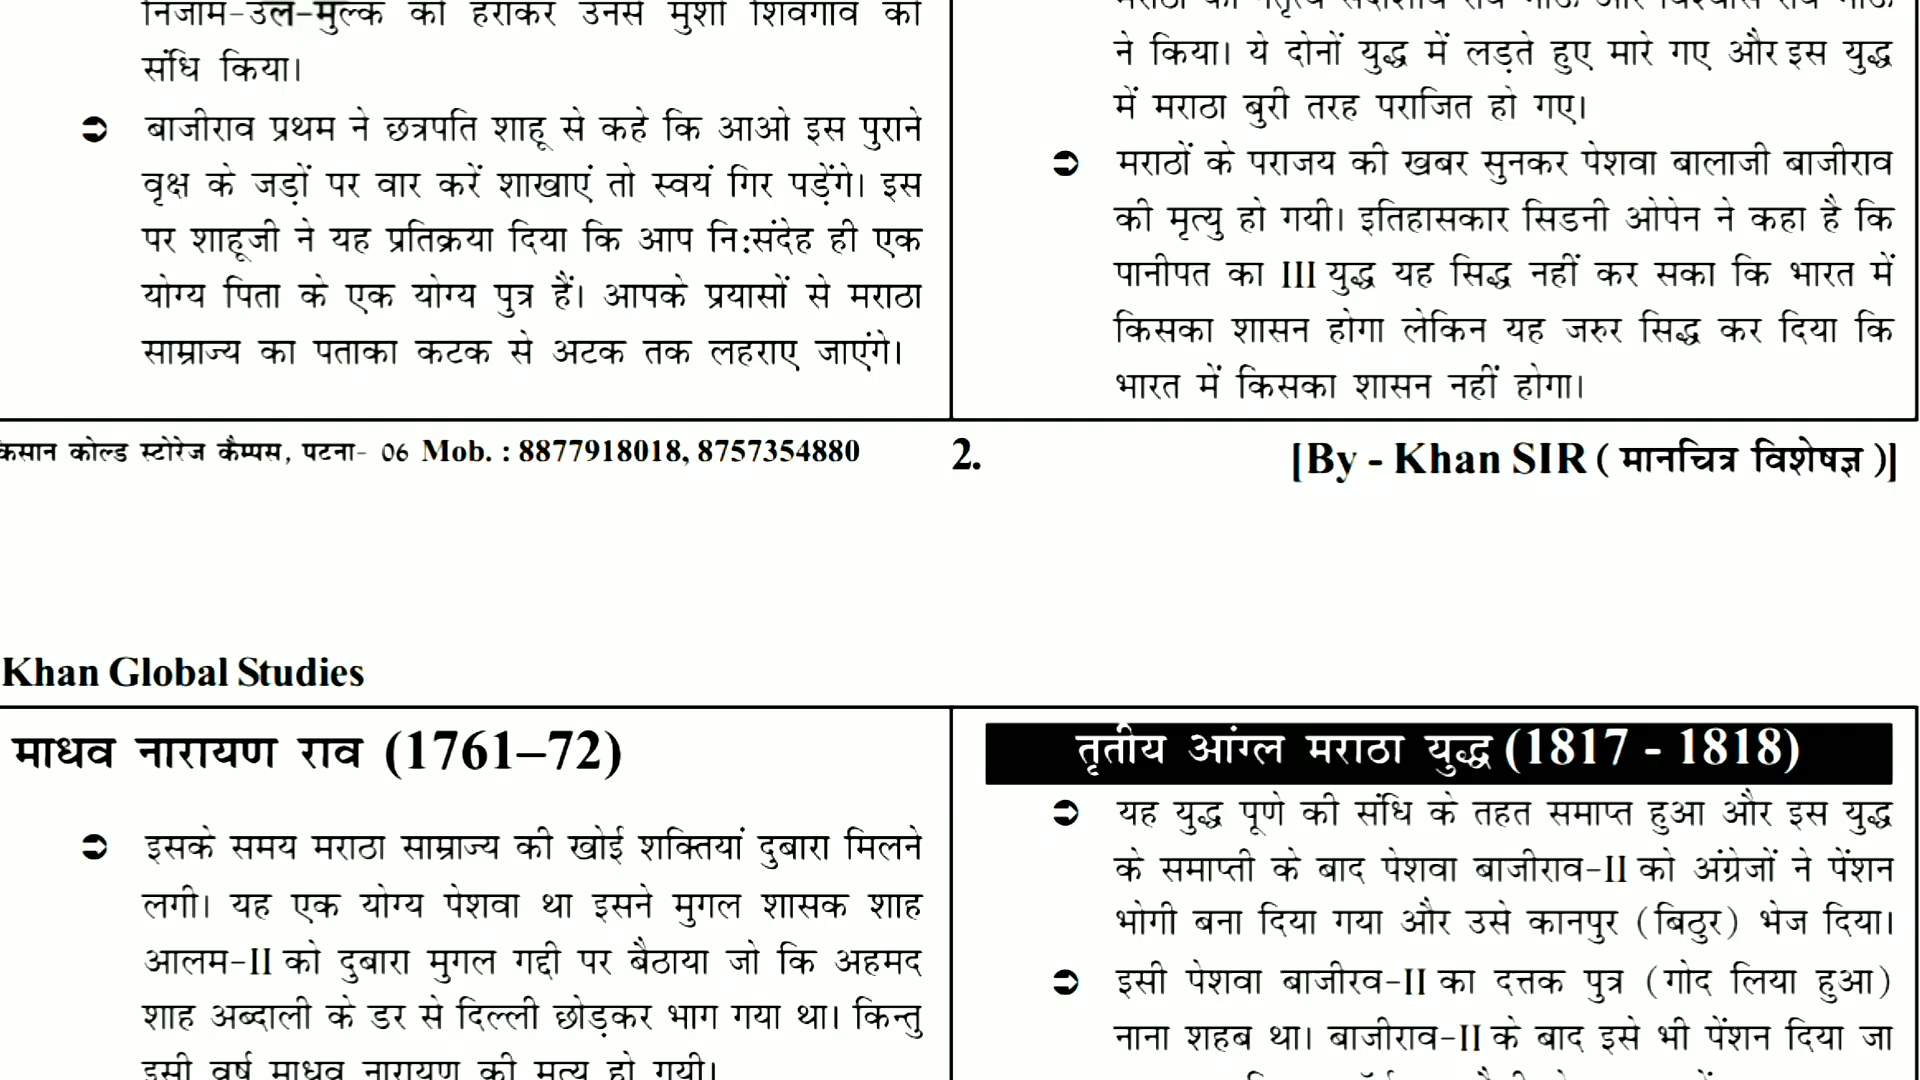 निजाम-उल-मुल्क को हराकर उनसे मुंशी शिवगांव की
संधि किया।
➲ बाजीराव प्रथम ने छत्रपति शाहू से कहे कि आओ इस पुराने
वृक्ष के जड़ों पर वार करें शाखाएं तो स्वयं गिर पड़ेंगे। इस
पर शाहूजी ने यह प्रतिक्रया दिया कि आप नि:संदेह ही एक
योग्य पिता के एक योग्य पुत्र हैं। आपके प्रयासों से मराठा
साम्राज्य का पताका कटक से अटक तक लहराए जाएंगे।
ने किया। ये दोनों युद्ध में लड़ते हुए मारे गए और इस युद्ध
में मराठा बुरी तरह पराजित हो गए।
➲ मराठों के पराजय की खबर सुनकर पेशवा बालाजी बाजीराव
की मृत्यु हो गयी। इतिहासकार सिडनी ओपेन ने कहा है कि
पानीपत का III युद्ध यह सिद्ध नहीं कर सका कि भारत में
किसका शासन होगा लेकिन यह जरुर सिद्ध कर दिया कि
भारत में किसका शासन नहीं होगा।
किसान कोल्ड स्टोरेज कैम्पस, पटना- 06 Mob. : 8877918018, 8757354880
2.
[By - Khan SIR ( मानचित्र विशेषज्ञ )]
Khan Global Studies
माधव नारायण राव (1761–72)
➲ इसके समय मराठा साम्राज्य की खोई शक्तियां दुबारा मिलने
लगी। यह एक योग्य पेशवा था इसने मुगल शासक शाह
आलम-II को दुबारा मुगल गद्दी पर बैठाया जो कि अहमद
शाह अब्दाली के डर से दिल्ली छोड़कर भाग गया था। किन्तु
इसी वर्ष माधव नारायण की मृत्यु हो गयी।
तृतीय आंग्ल मराठा युद्ध (1817 - 1818)
➲ यह युद्ध पूणे की संधि के तहत समाप्त हुआ और इस युद्ध
के समाप्ती के बाद पेशवा बाजीराव-II को अंग्रेजों ने पेंशन
भोगी बना दिया गया और उसे कानपुर (बिठुर) भेज दिया।
➲ इसी पेशवा बाजीरव-II का दत्तक पुत्र (गोद लिया हुआ)
नाना शहब था। बाजीराव-II के बाद इसे भी पेंशन दिया जा